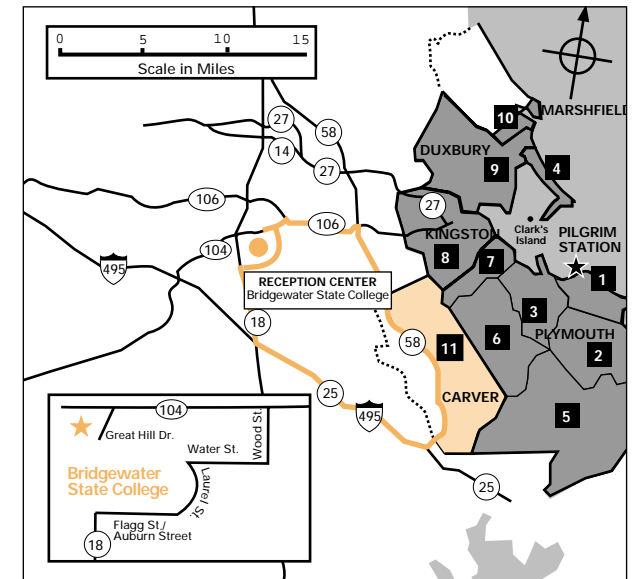 0 5 10 15
Scale in Miles
10
MARSHFIELD
27
58
14
27
DUXBURY
9
4
106
27
106
Clark's
Island
PILGRIM
STATION
104
KINGSTON
495
8
7
1
RECEPTION CENTER
Bridgewater State College
3
18
58
11
6
PLYMOUTH
2
25
CARVER
495
5
25
104
Great Hill Dr.
Wood St.
Water St.
Bridgewater
State College
Laurel St.
Flagg St./
Auburn Street
18